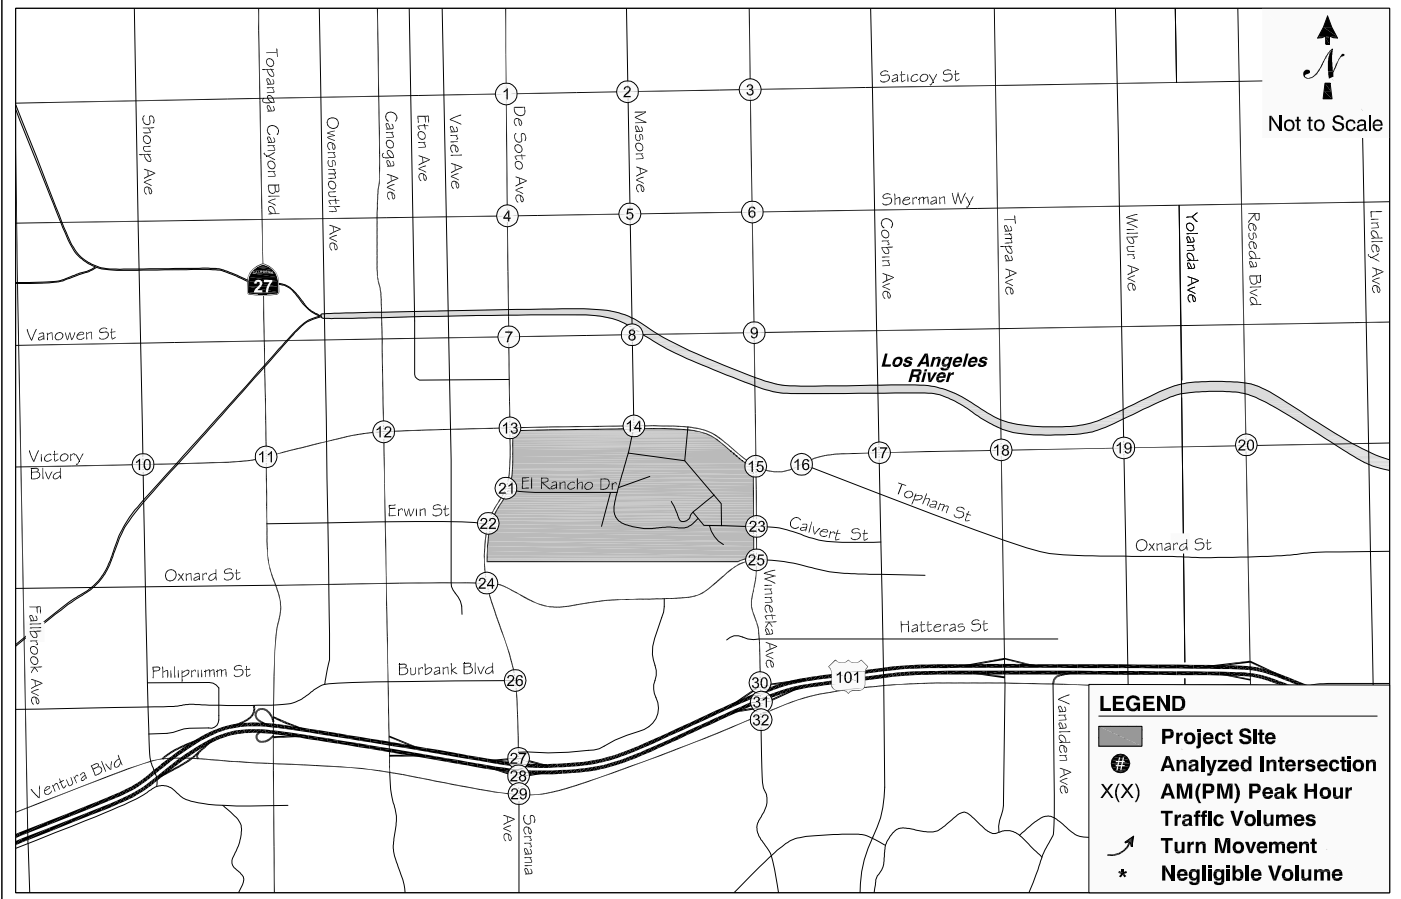 Saticoy St
Not to Scale
1
2
3
Topanga Canyon Blvd
Shoup Ave
Owensmouth Ave
Canoga Ave
Eton Ave
Variel Ave
De Soto Ave
Mason Ave
Sherman Wy
4
5
6
Corbin Ave
Tampa Ave
Wilbur Ave
Yolanda Ave
Reseda Blvd
Lindley Ave
27
Vanowen St
7
8
9
Los Angeles
River
Victory
Blvd
10
11
12
13
14
15
16
17
18
19
20
21
El Rancho Dr
Erwin St
22
23
Calvert St
Topham St
Oxnard St
Oxnard St
24
25
Winnetka Ave
Fallbrook Ave
Hatteras St
Philiprimm St
Burbank Blvd
26
30
31
32
101
Vanalden Ave
Ventura Blvd
27
28
29
Serrania
Ave
N
LEGEND
Project Site
# Analyzed Intersection
X(X) AM(PM) Peak Hour
Traffic Volumes
Turn Movement
* Negligible Volume